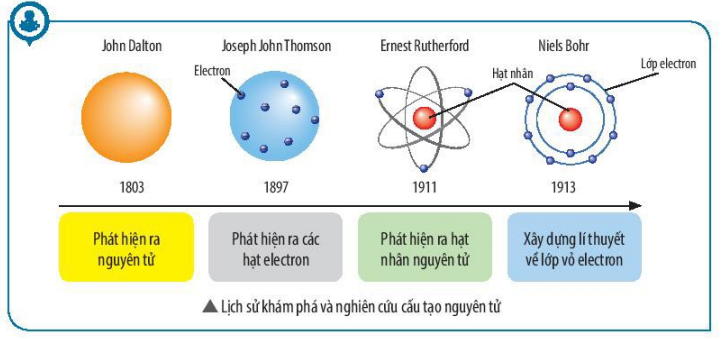 John Dalton
Joseph John Thomson
Ernest Rutherford
Niels Bohr
Electron
Hạt nhân
Lớp electron
1803
1897
1911
1913
Phát hiện ra
nguyên tử
Phát hiện ra các
hạt electron
Phát hiện ra hạt
nhân nguyên tử
Xây dựng lí thuyết
về lớp vỏ electron
▲ Lịch sử khám phá và nghiên cứu cấu tạo nguyên tử